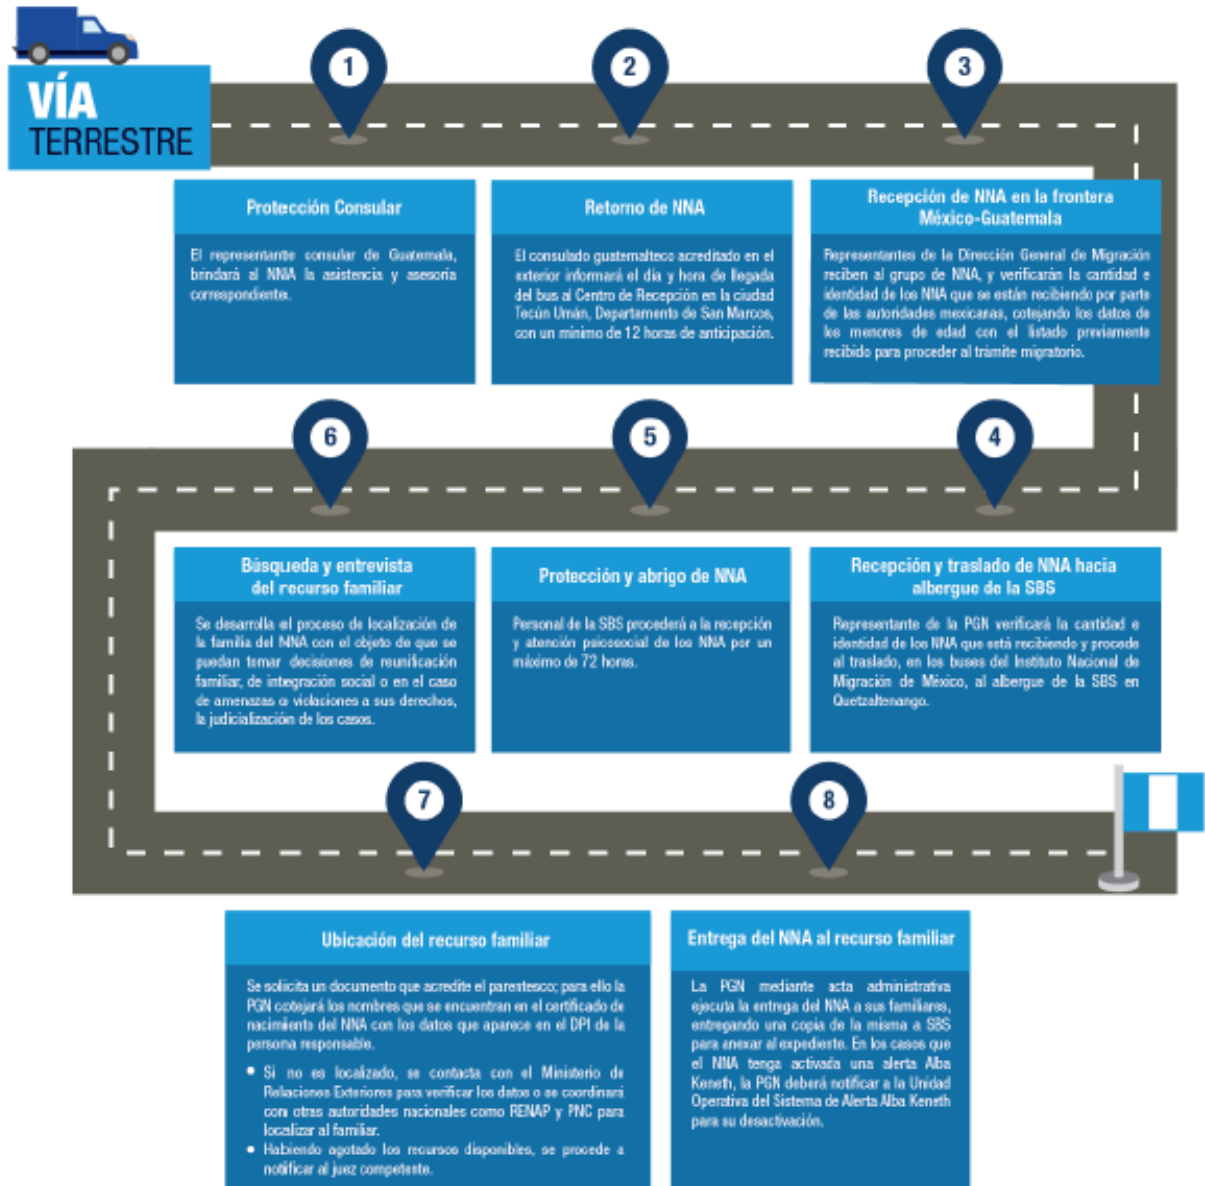 VÍA
TERRESTRE
1
2
3
Protección Consular
El representante consular de Guatemala,
brindará al NNA la asistencia y asesoría
correspondiente.
Retorno de NNA
El consulado guatemalteco acreditado en el
exterior informará el día y hora de llegada
del bus al Centro de Recepción en la ciudad
Tecún Umán, Departamento de San Marcos,
con un mínimo de 12 horas de anticipación.
Recepción de NNA en la frontera
México-Guatemala
Representantes de la Dirección General de Migración
reciben al grupo de NNA, y verificarán la cantidad e
identidad de los NNA que se están recibiendo por parte
de las autoridades mexicanas, cotejando los datos de
los menores de edad con el listado previamente
recibido para proceder al trámite migratorio.
6
5
4
Búsqueda y entrevista
del recurso familiar
Se desarrolla el proceso de localización de
la familia del NNA con el objeto de que se
puedan tomar decisiones de reunificación
familiar, de integración social o en el caso
de amenazas o violaciones a sus derechos,
la judicialización de los casos.
Protección y abrigo de NNA
Personal de la SBS procederá a la recepción
y atención psicosocial de los NNA por un
máximo de 72 horas.
Recepción y traslado de NNA hacia
albergue de la SBS
Representante de la PGN verificará la cantidad e
identidad de los NNA que está recibiendo y procede
al traslado, en los buses del Instituto Nacional de
Migración de México, al albergue de la SBS en
Quetzaltenango.
7
8
Ubicación del recurso familiar
Se solicita un documento que acredite el parentesco; para ello la
PGN cotejará los nombres que se encuentran en el certificado de
nacimiento del NNA con los datos que aparece en el DPI de la
persona responsable.
• Si no es localizado, se contacta con el Ministerio de
Relaciones Exteriores para verificar los datos o se coordinará
con otras autoridades nacionales como RENAP y PNC para
localizar al familiar.
• Habiendo agotado los recursos disponibles, se procede a
notificar al juez competente.
Entrega del NNA al recurso familiar
La PGN mediante acta administrativa
ejecuta la entrega del NNA a sus familiares,
entregando una copia de la misma a SBS
para anexar al expediente. En los casos que
el NNA tenga activada una alerta Alba
Keneth, la PGN deberá notificar a la Unidad
Operativa del Sistema de Alerta Alba Keneth
para su desactivación.